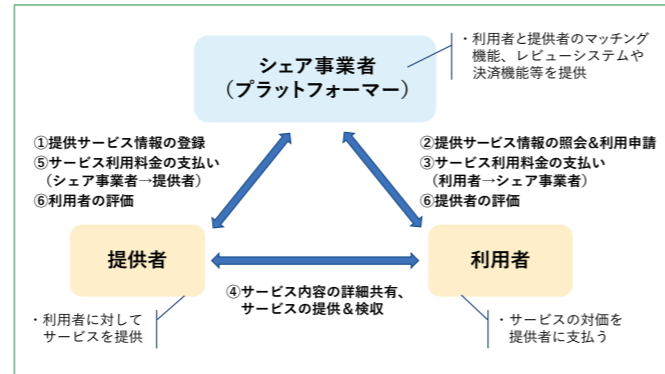 シェア事業者
（プラットフォーマー）
・利用者と提供者のマッチング
機能、レビューシステムや
決済機能等を提供
①提供サービス情報の登録
⑤サービス利用料金の支払い
（シェア事業者→提供者）
⑥利用者の評価
②提供サービス情報の照会&利用申請
③サービス利用料金の支払い
（利用者→シェア事業者）
⑥提供者の評価
提供者
利用者
④サービス内容の詳細共有、
サービスの提供&検収
・利用者に対して
サービスを提供
・サービスの対価を
提供者に支払う